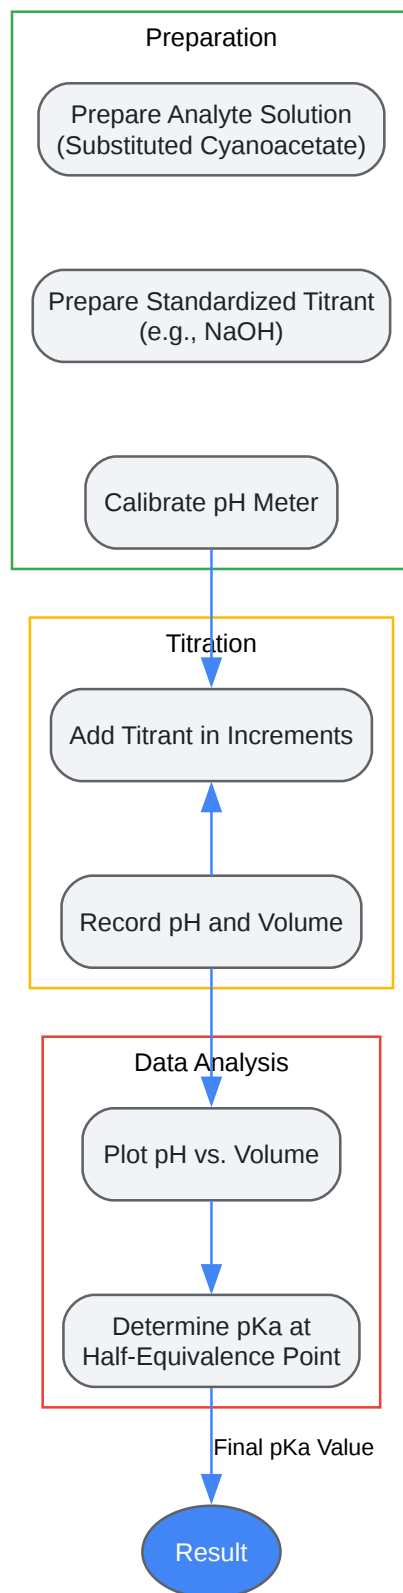 Preparation
Prepare Analyte Solution
(Substituted Cyanoacetate)
Prepare Standardized Titrant
(e.g., NaOH)
Calibrate pH Meter
Titration
Add Titrant in Increments
Record pH and Volume
Data Analysis
Plot pH vs. Volume
Determine pKa at
Half-Equivalence Point
Final pKa Value
Result